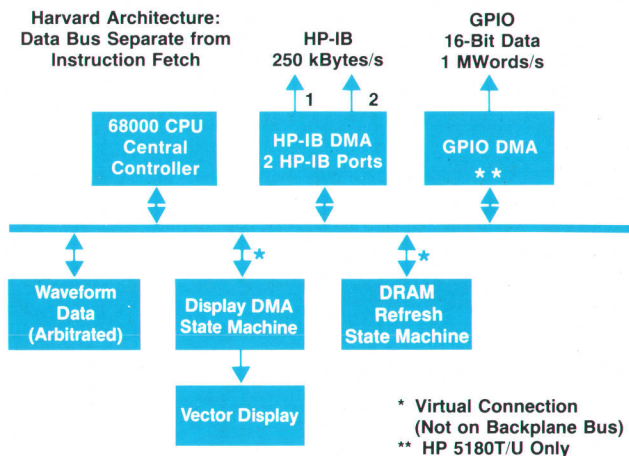 Harvard Architecture:
Data Bus Separate from
Instruction Fetch
HP-IB
250 kBytes/s
GPIO
16-Bit Data
1 MWords/s
1
2
68000 CPU
Central
Controller
HP-IB DMA
2 HP-IB Ports
GPIO DMA
**
*
*
Waveform
Data
(Arbitrated)
Display DMA
State Machine
DRAM
Refresh
State Machine
Vector Display
* Virtual Connection
(Not on Backplane Bus)
** HP 5180T/U Only